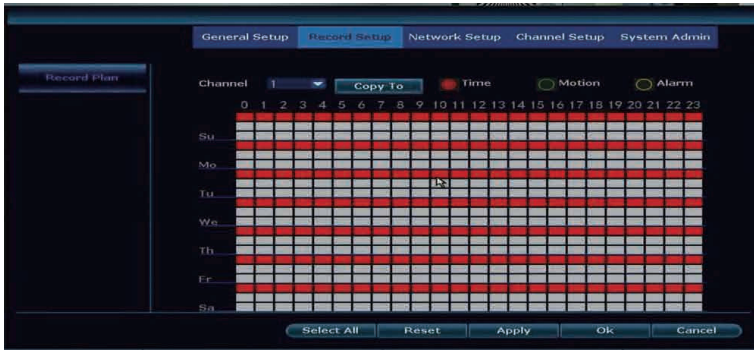 General Setup Record Setup Network Setup Channel Setup System Admin
Record Plan
Channel 1 Copy To Time Motion Alarm
0 1 2 3 4 5 6 7 8 9 10 11 12 13 14 15 16 17 18 19 20 21 22 23
Su
Mo
Tu
We
Th
Fr
Sa
Select All Reset Apply Ok Cancel